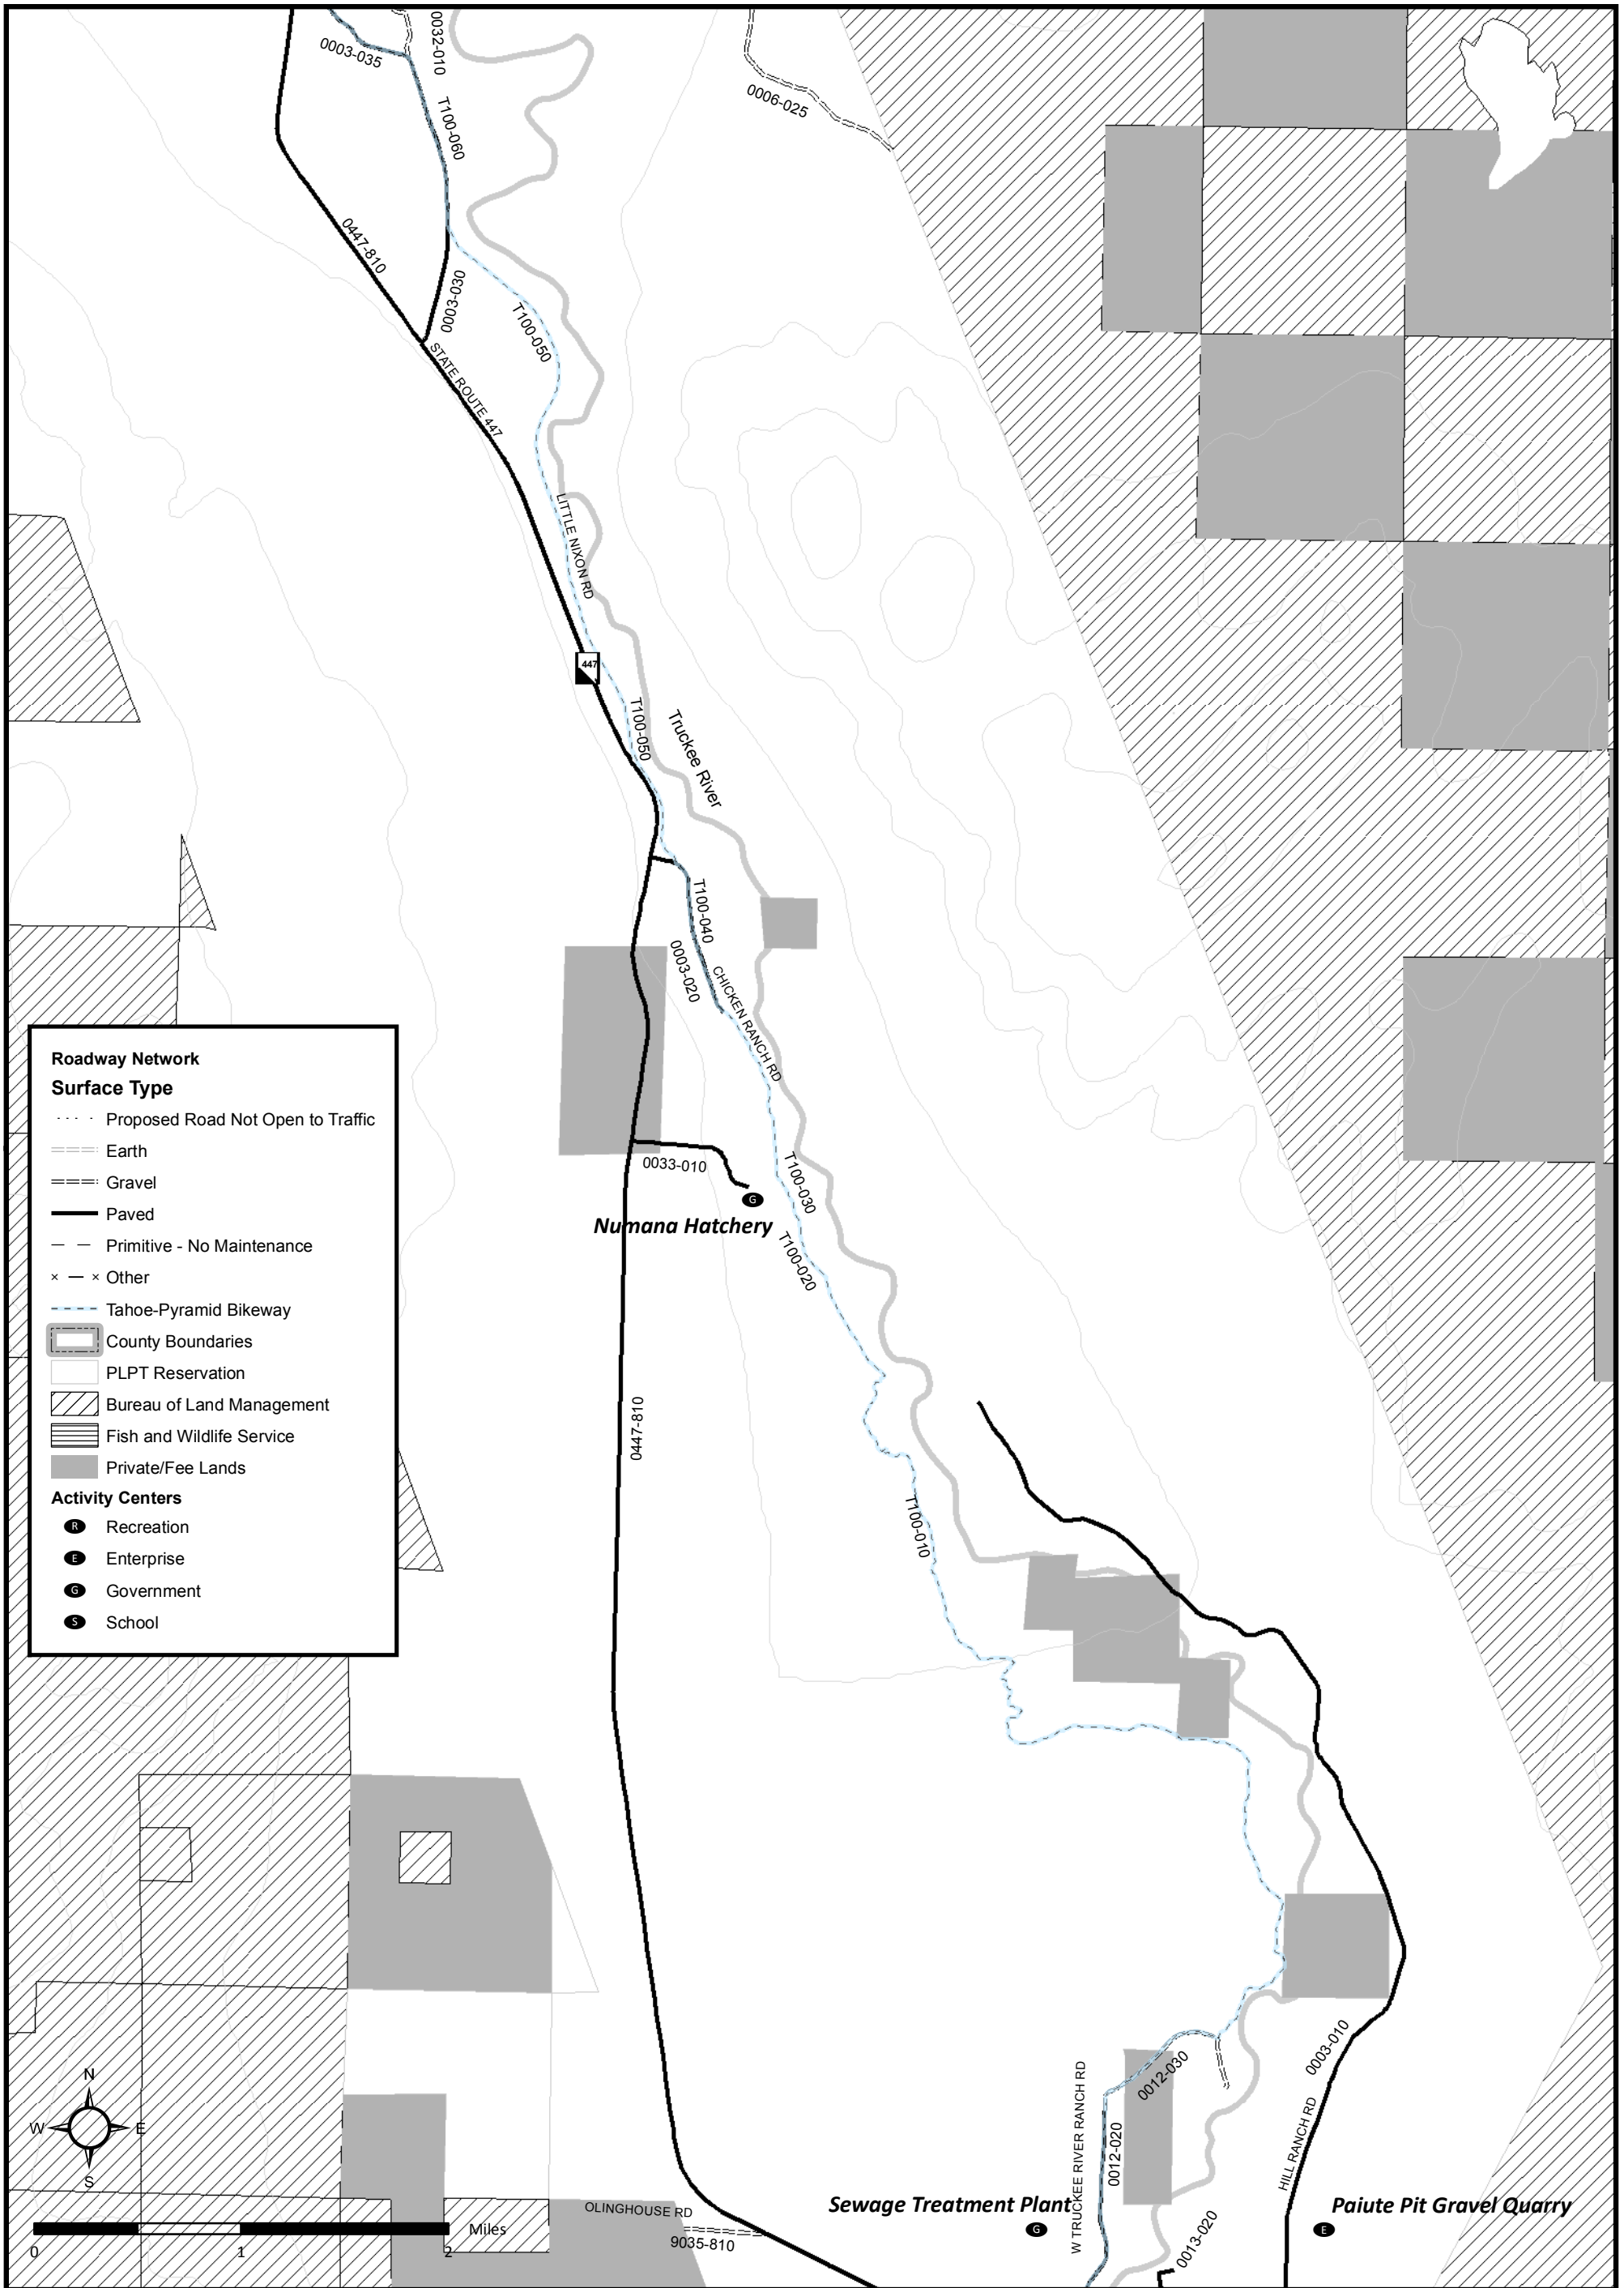 0003-035
0032-010
T100-060
0006-025
0447-810
0003-030
T100-050
STATE ROUTE 447
LITTLE NIXON RD
447
T100-050
Truckee River
T100-040
0003-020
CHICKEN RANCH RD
0033-010
G
Numana Hatchery
T100-030
T100-020
0447-810
T100-010
Roadway Network
Surface Type
Proposed Road Not Open to Traffic
Earth
Gravel
Paved
Primitive - No Maintenance
Other
Tahoe-Pyramid Bikeway
County Boundaries
PLPT Reservation
Bureau of Land Management
Fish and Wildlife Service
Private/Fee Lands
Activity Centers
R Recreation
E Enterprise
G Government
S School
0003-010
0012-030
W TRUCKEE RIVER RANCH RD
0012-020
HILL RANCH RD
N
W E
S
Sewage Treatment Plant
G
Paiute Pit Gravel Quarry
E
OLINGHOUSE RD
9035-810
0013-020
Miles
0 1 2